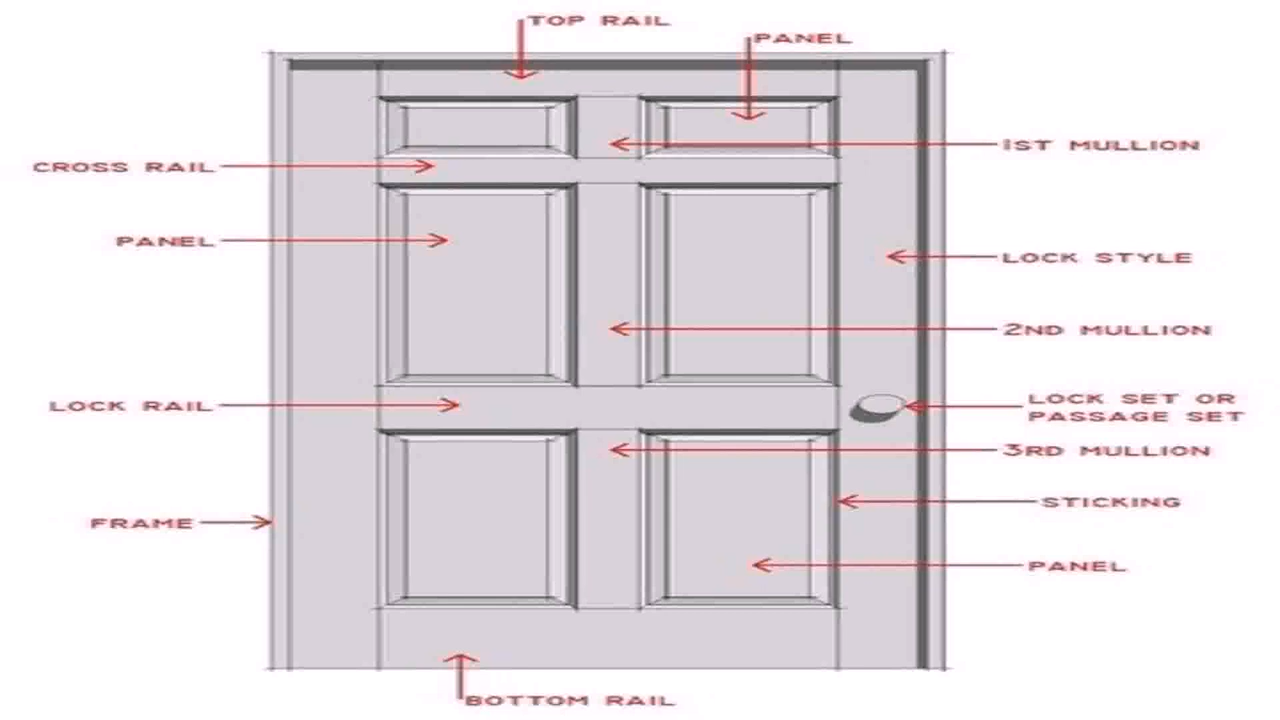 TOP RAIL
PANEL
1ST MULLION
CROSS RAIL
PANEL
LOCK STYLE
2ND MULLION
LOCK RAIL
LOCK SET OR
PASSAGE SET
3RD MULLION
STICKING
FRAME
PANEL
BOTTOM RAIL